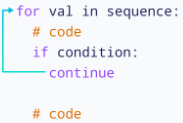 for val in sequence:
# code
if condition:
continue
# code